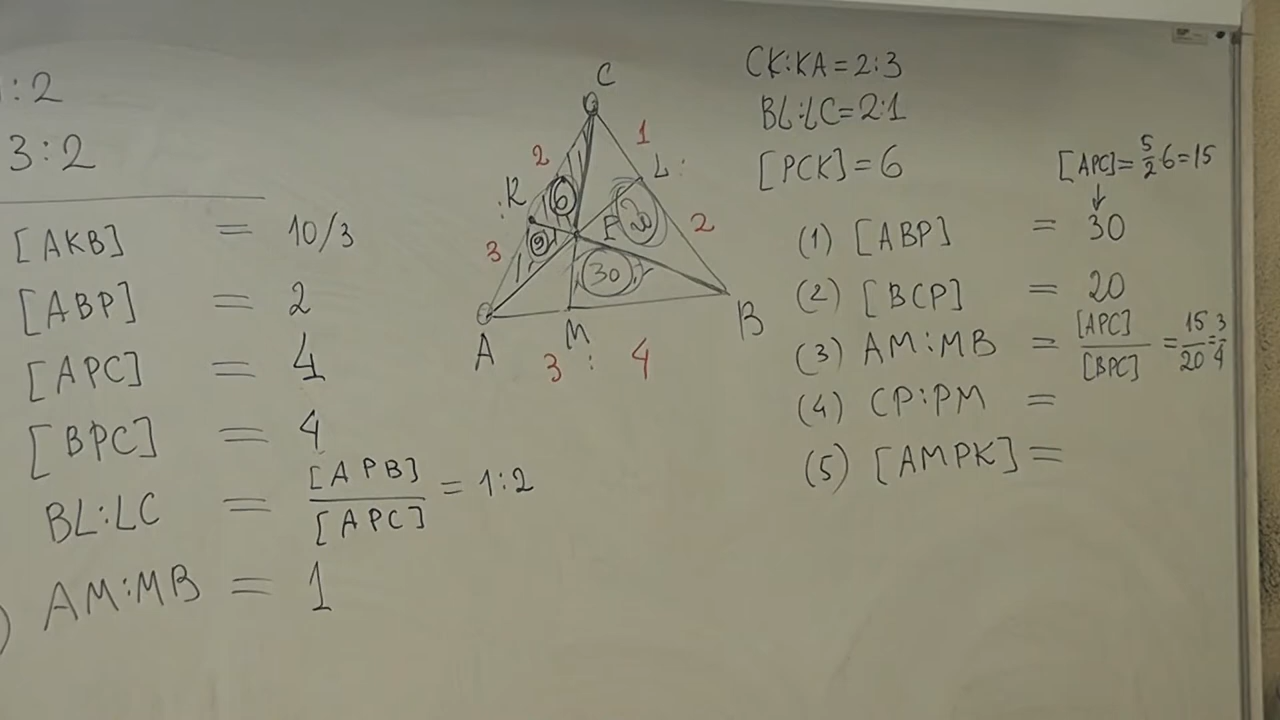 :2
3:2
[AKB] = 10/3
[ABP] = 2
[APC] = 4
[BPC] = 4
BL:LC = [APB]/[APC] = 1:2
AM:MB = 1
C
2
1
K
L
:
:
6
20
P
3
9
2
30
A
M
B
3 : 4
CK:KA=2:3
BL:LC=2:1
[PCK]=6
[APC]=5/2 6=15
↓
(1) [ABP] = 30
(2) [BCP] = 20
(3) AM:MB = [APC]/[BPC] = 15/20=3/4
(4) CP:PM =
(5) [AMPK] =